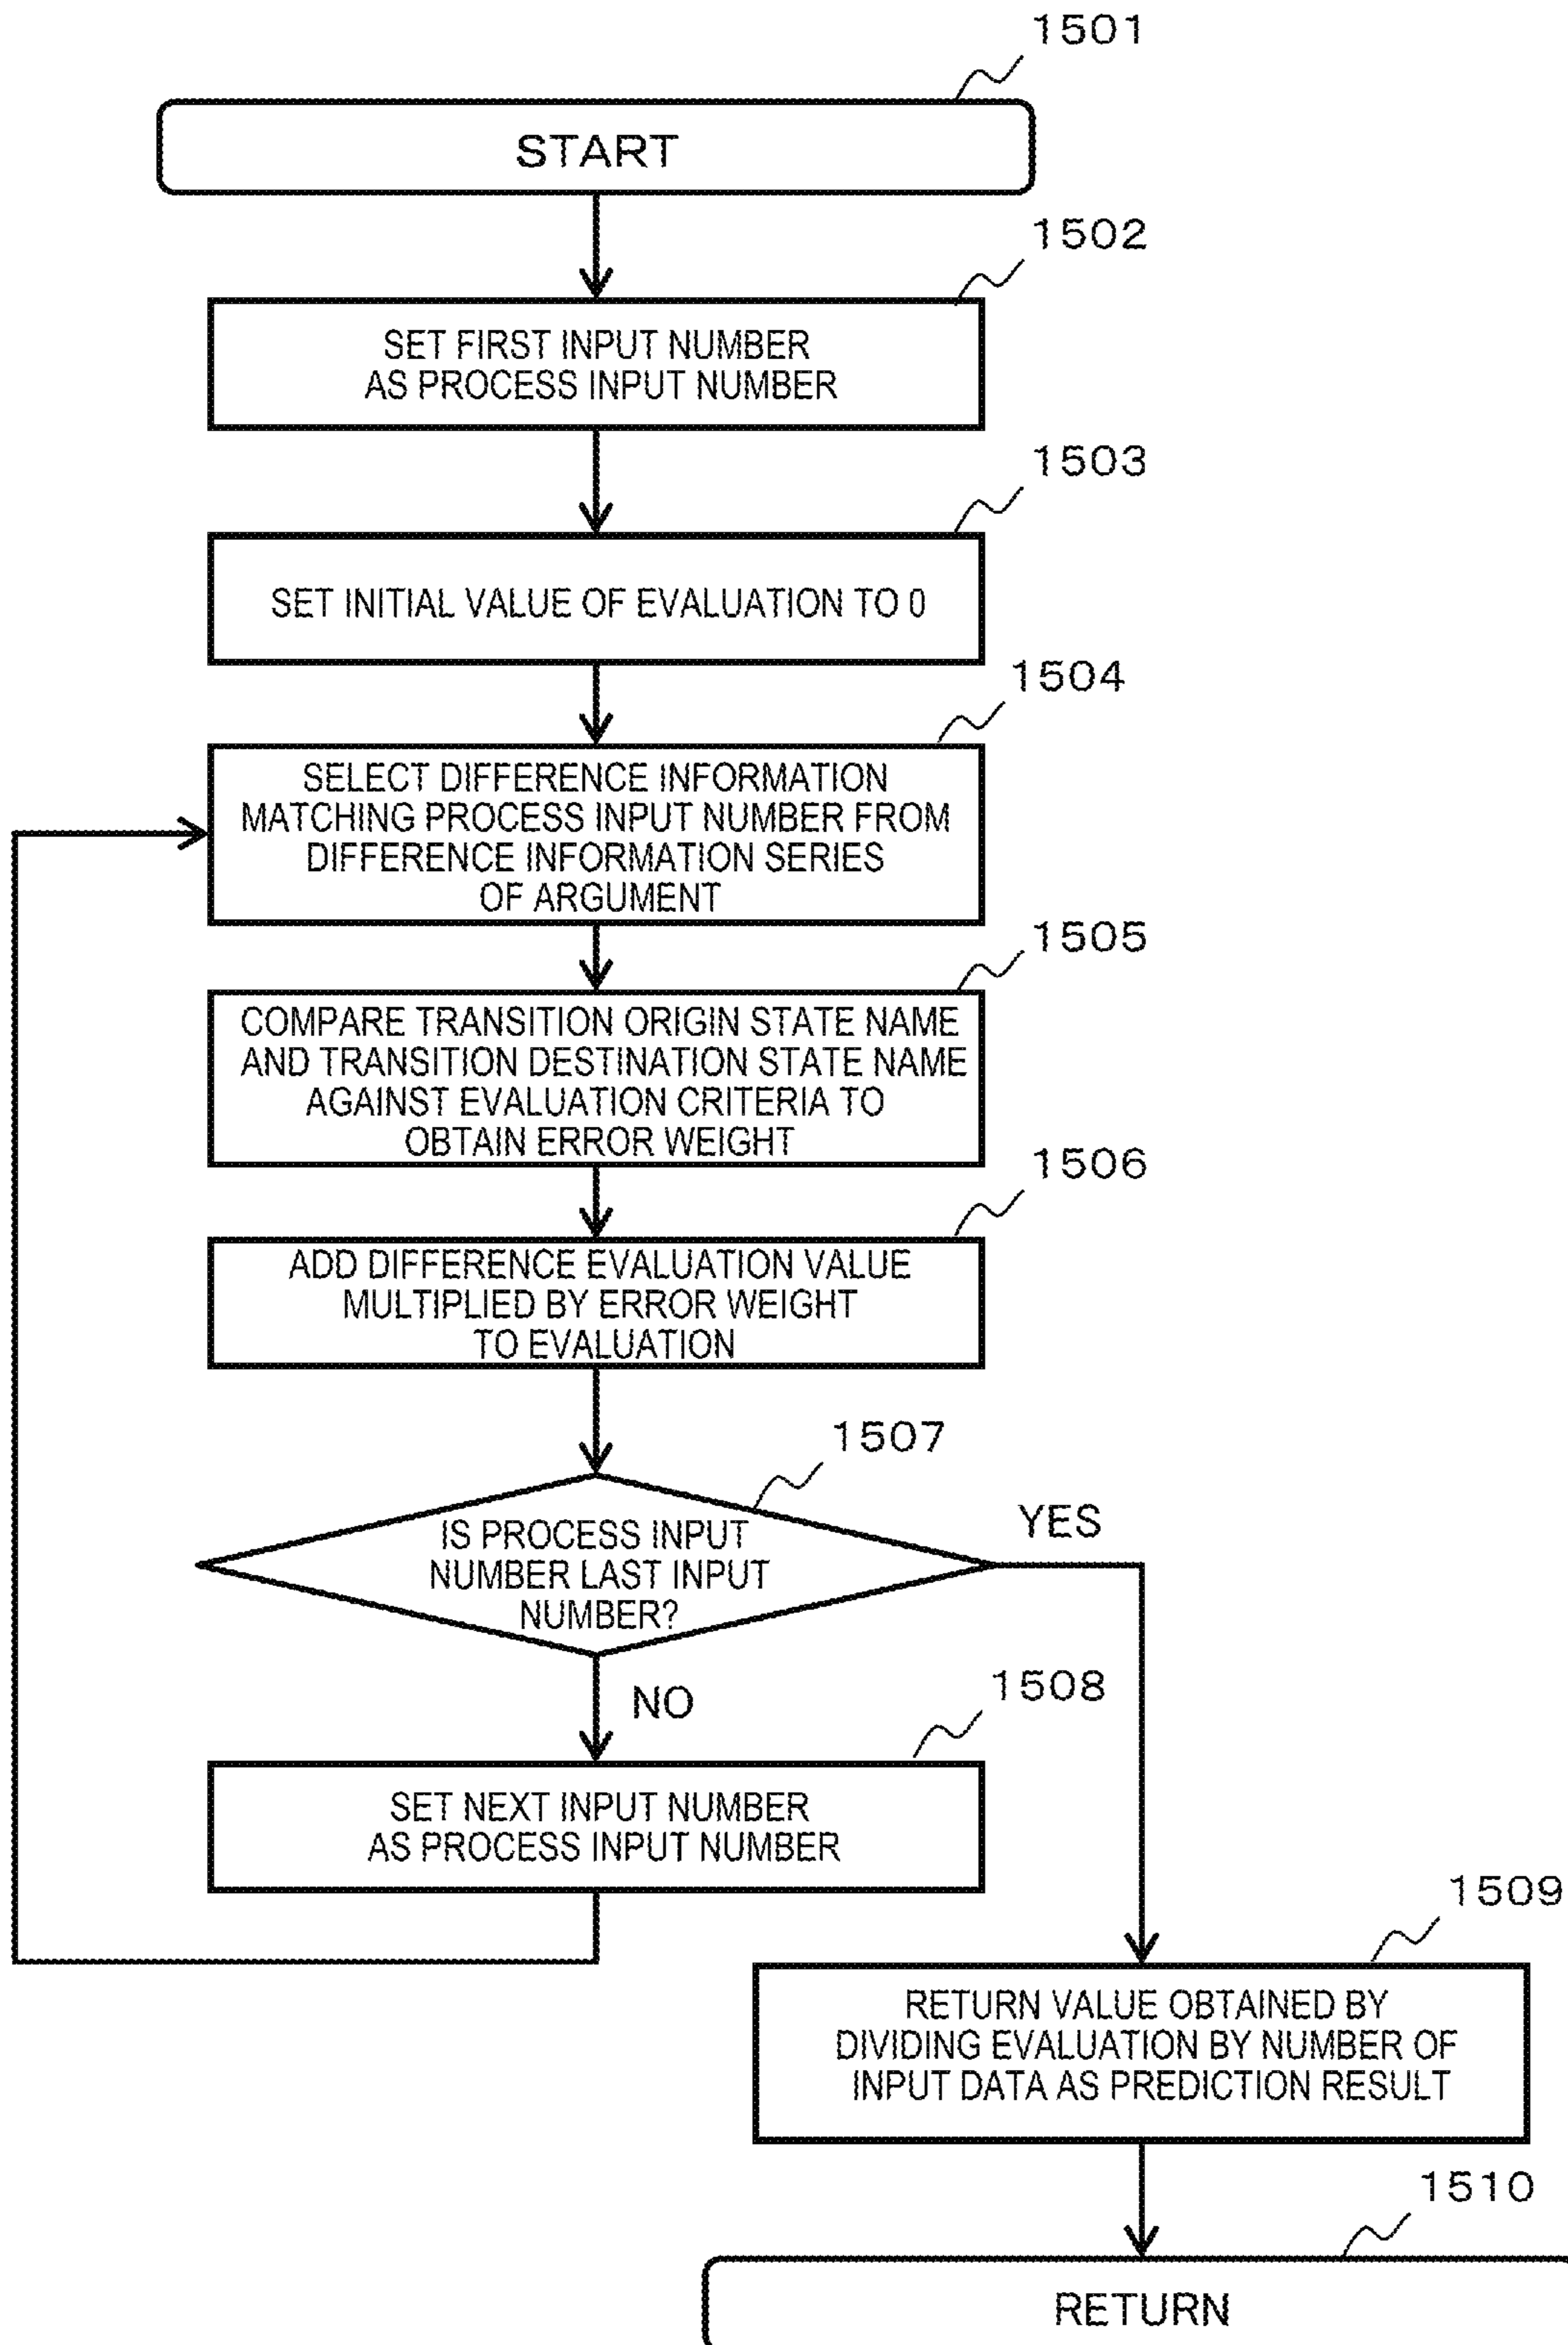 1501
START
1502
SET FIRST INPUT NUMBER
AS PROCESS INPUT NUMBER
1503
SET INITIAL VALUE OF EVALUATION TO 0
1504
SELECT DIFFERENCE INFORMATION
MATCHING PROCESS INPUT NUMBER FROM
DIFFERENCE INFORMATION SERIES
OF ARGUMENT
1505
COMPARE TRANSITION ORIGIN STATE NAME
AND TRANSITION DESTINATION STATE NAME
AGAINST EVALUATION CRITERIA TO
OBTAIN ERROR WEIGHT
1506
ADD DIFFERENCE EVALUATION VALUE
MULTIPLIED BY ERROR WEIGHT
TO EVALUATION
1507
IS PROCESS INPUT
NUMBER LAST INPUT
NUMBER?
YES
NO
1508
SET NEXT INPUT NUMBER
AS PROCESS INPUT NUMBER
1509
RETURN VALUE OBTAINED BY
DIVIDING EVALUATION BY NUMBER OF
INPUT DATA AS PREDICTION RESULT
1510
RETURN